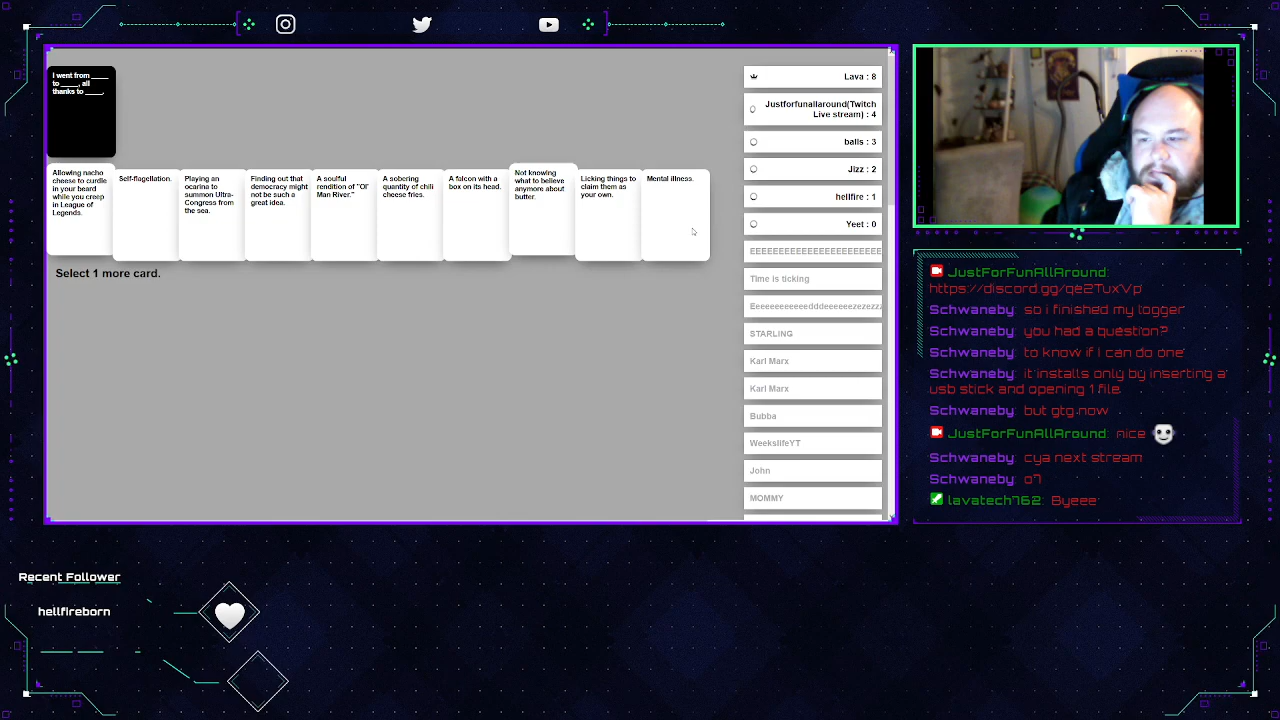 I went from _____
to _____, all
thanks to _____.
Allowing nacho
cheese to curdle
in your beard
while you creep
in League of
Legends.
Self-flagellation.
Playing an
ocarina to
summon Ultra-
Congress from
the sea.
Finding out that
democracy might
not be such a
great idea.
A soulful
rendition of "Ol'
Man River."
A sobering
quantity of chili
cheese fries.
A falcon with a
box on its head.
Not knowing
what to believe
anymore about
butter.
Licking things to
claim them as
your own.
Mental illness.
Select 1 more card.
Lava : 8
Justforfunallaround(Twitch
Live stream) : 4
balls : 3
Jizz : 2
hellfire : 1
Yeet : 0
Time is ticking
STARLING
Karl Marx
Karl Marx
Bubba
WeekslifeYT
John
MOMMY
JustForFunAllAround:
https://discord.gg/qe2TuxVp
Schwaneby: so i finished my logger
Schwaneby: you had a question?
Schwaneby: to know if I can do one
Schwaneby: it installs only by inserting a
usb stick and opening 1 file
Schwaneby: but gtg now
JustForFunAllAround: nice
Schwaneby: cya next stream
Schwaneby: o7
lavatech762: Byeee
Recent Follower
hellfireborn